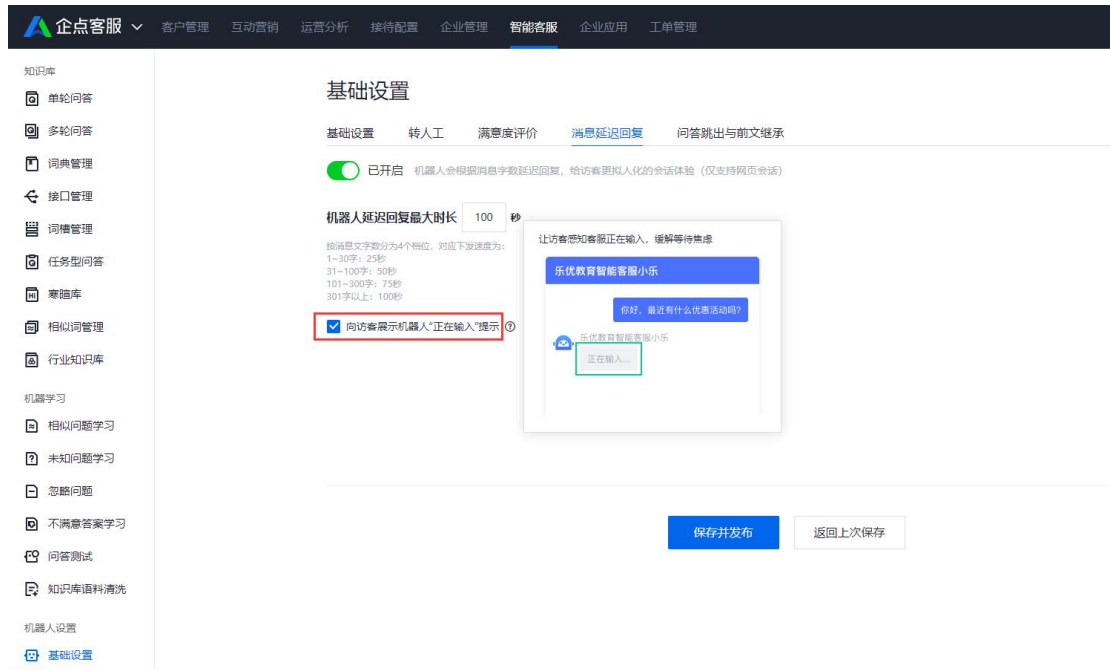 企点客服 客户管理 互动营销 运营分析 接待配置 企业管理 智能客服 企业应用 工单管理
知识库
单轮问答
多轮问答
词典管理
接口管理
词槽管理
任务型问答
寒暄库
相似词管理
行业知识库
机器学习
相似问题学习
未知问题学习
忽略问题
不满意答案学习
问答测试
知识库语料清洗
机器人设置
基础设置
基础设置
基础设置 转人工 满意度评价 消息延迟回复 问答跳出与前文继承
已开启 机器人会根据消息字数延迟回复，给访客更拟人化的会话体验（仅支持网页会话）
机器人延迟回复最大时长 100 秒
按消息文字数分为4个档位，对应下发速度为：
1~30字：25秒
31~100字：50秒
101~300字：75秒
301字以上：100秒
向访客展示机器人“正在输入”提示
让访客感知客服正在输入，缓解等待焦虑
乐优教育智能客服小乐
你好，最近有什么优惠活动吗?
乐优教育智能客服小乐
正在输入...
保存并发布 返回上次保存